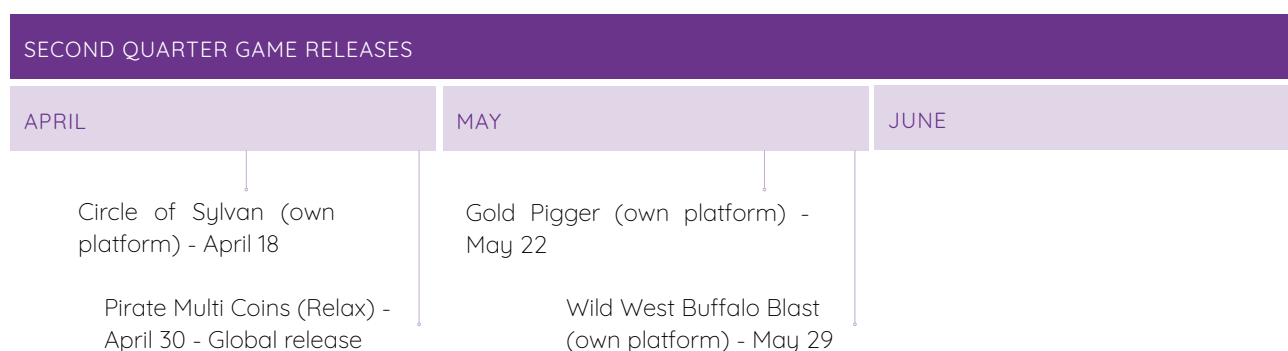 SECOND QUARTER GAME RELEASES
APRIL
MAY
JUNE
Circle of Sylvan (own
platform) - April 18
Pirate Multi Coins (Relax) -
April 30 - Global release
Gold Pigger (own platform) -
May 22
Wild West Buffalo Blast
(own platform) - May 29